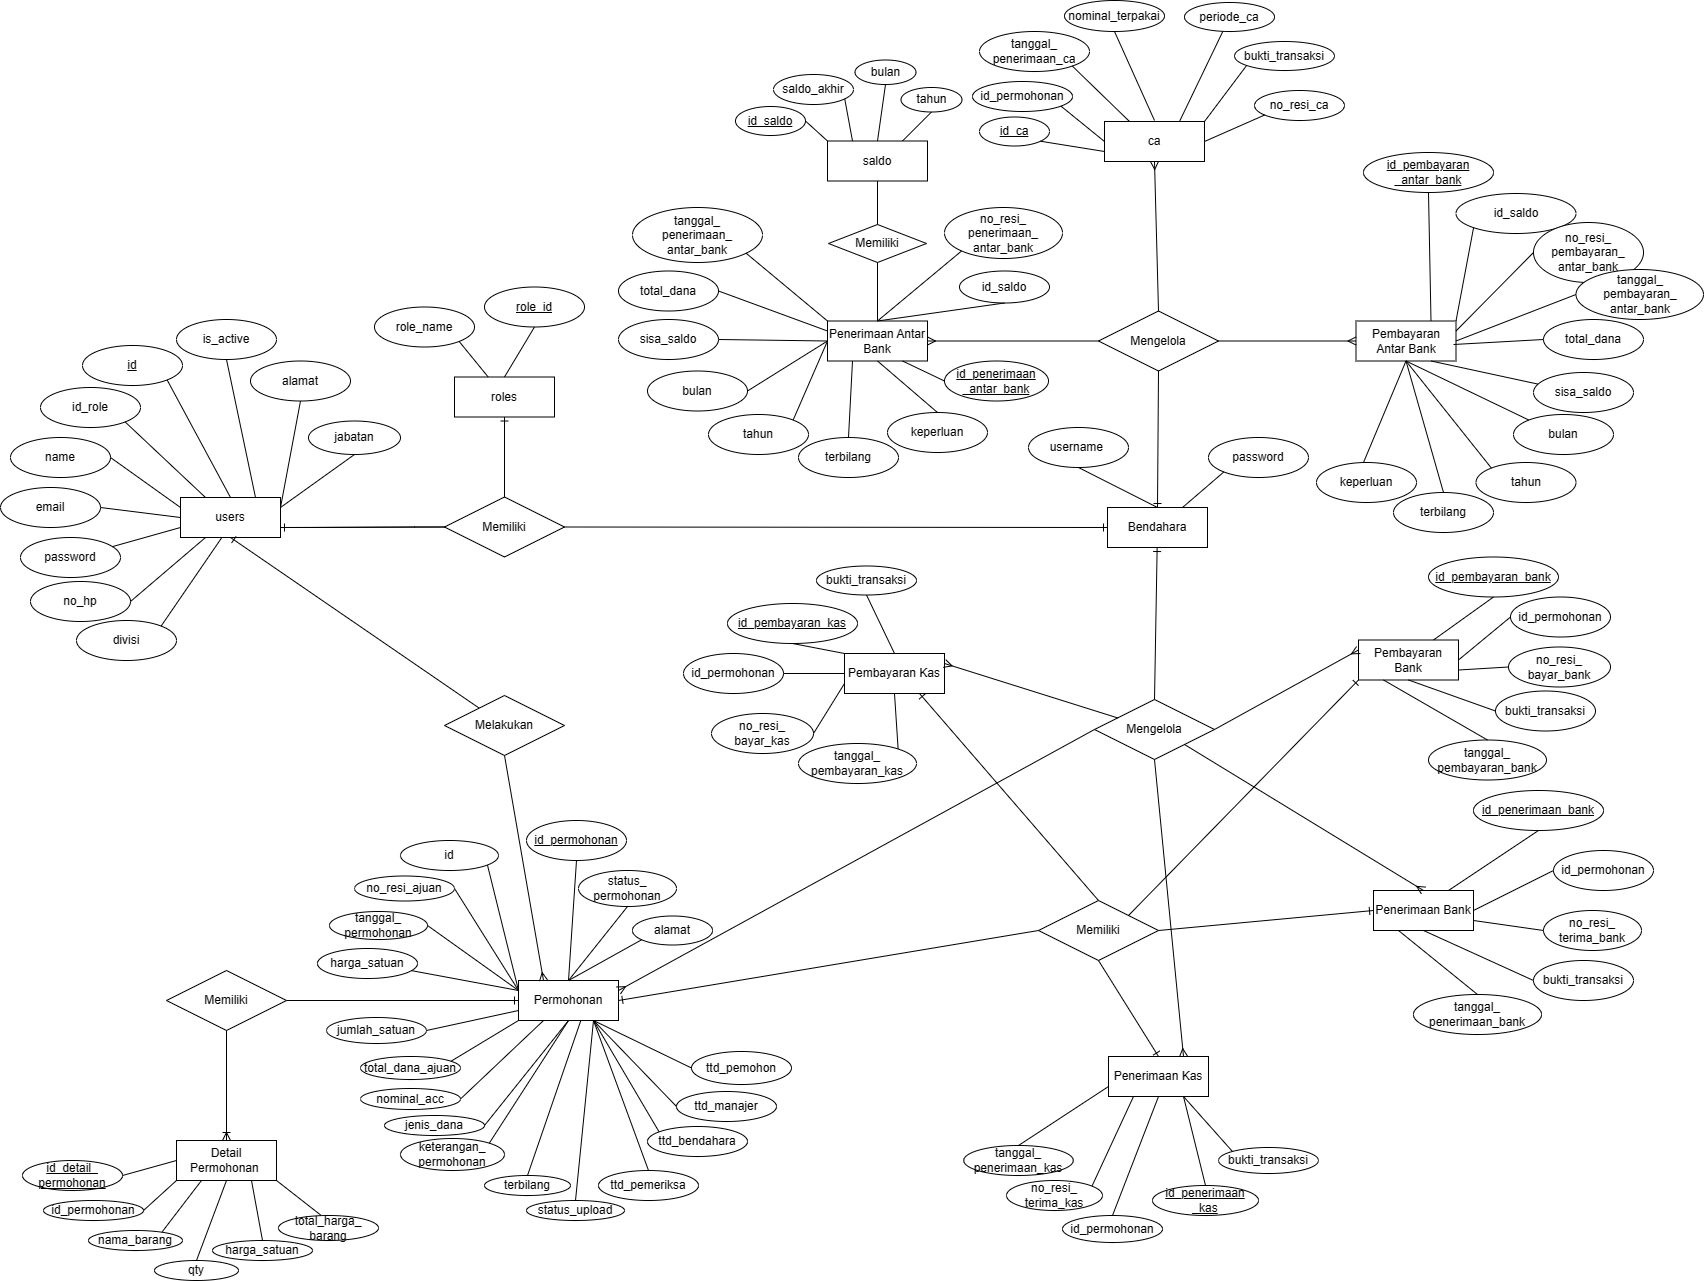 nominal_terpakai
periode_ca
tanggal_
penerimaan_ca
bukti_transaksi
id_permohonan
no_resi_ca
id_ca
ca
bulan
saldo_akhir
tahun
id_saldo
saldo
Memiliki
tanggal_
penerimaan_
antar_bank
no_resi_
penerimaan_
antar_bank
total_dana
id_saldo
sisa_saldo
Penerimaan Antar
Bank
bulan
id_penerimaan
_antar_bank
tahun
terbilang
keperluan
Mengelola
id_pembayaran
_antar_bank
id_saldo
no_resi_
pembayaran_
antar_bank
tanggal_
pembayaran_
antar_bank
Pembayaran
Antar Bank
total_dana
sisa_saldo
bulan
tahun
keperluan
terbilang
role_name
role_id
roles
is_active
id
alamat
id_role
jabatan
name
email
users
password
no_hp
divisi
Memiliki
username
password
Bendahara
bukti_transaksi
id_pembayaran_kas
id_permohonan
Pembayaran Kas
no_resi_
bayar_kas
tanggal_
pembayaran_kas
Mengelola
id_pembayaran_bank
id_permohonan
Pembayaran
Bank
no_resi_
bayar_bank
bukti_transaksi
tanggal_
pembayaran_bank
Melakukan
id_penerimaan_bank
id_permohonan
Penerimaan Bank
no_resi_
terima_bank
bukti_transaksi
tanggal_
penerimaan_bank
Memiliki
id
id_permohonan
no_resi_ajuan
status_
permohonan
tanggal_
permohonan
alamat
harga_satuan
Permohonan
jumlah_satuan
total_dana_ajuan
nominal_acc
jenis_dana
keterangan_
permohonan
terbilang
status_upload
ttd_pemeriksa
ttd_bendahara
ttd_manajer
ttd_pemohon
Memiliki
Detail
Permohonan
id_detail_
permohonan
id_permohonan
nama_barang
qty
harga_satuan
total_harga_
barang
Penerimaan Kas
tanggal_
penerimaan_kas
no_resi_
terima_kas
id_permohonan
id_penerimaan
_kas
bukti_transaksi